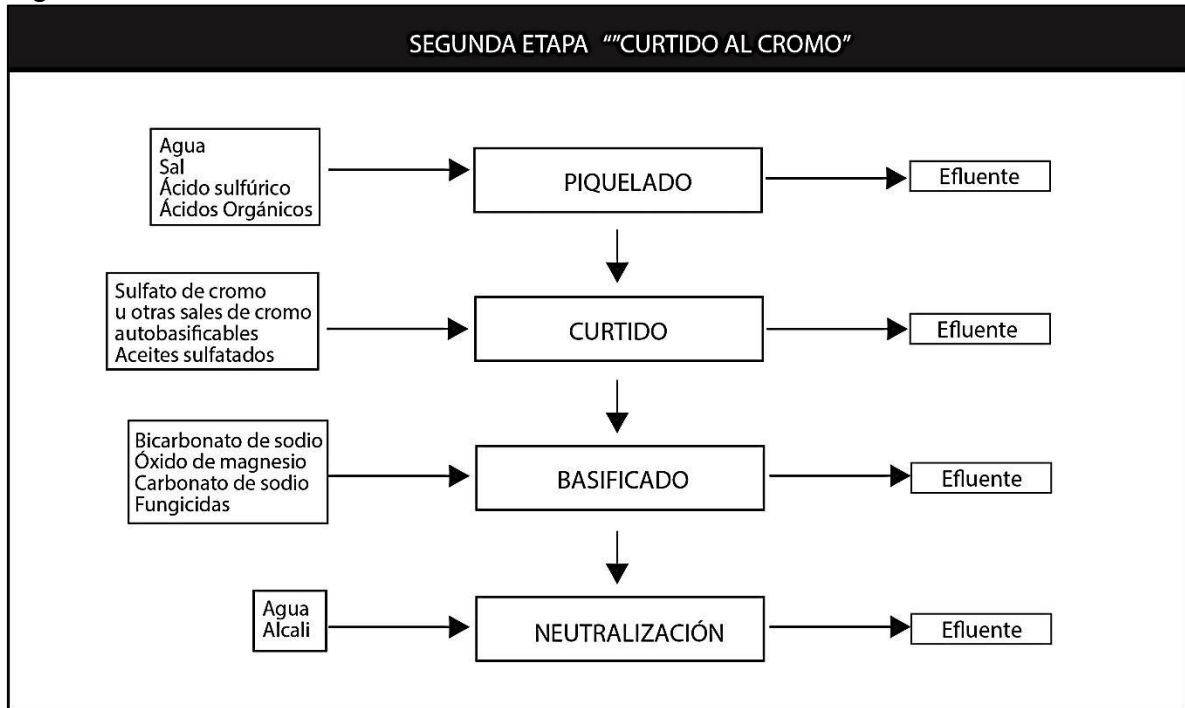 SEGUNDA ETAPA ““CURTIDO AL CROMO”
Agua
Sal
Ácido sulfúrico
Ácidos Orgánicos
PIQUELADO
Efluente
Sulfato de cromo
u otras sales de cromo
autobasificables
Aceites sulfatados
CURTIDO
Efluente
Bicarbonato de sodio
Óxido de magnesio
Carbonato de sodio
Fungicidas
BASIFICADO
Efluente
Agua
Alcali
NEUTRALIZACIÓN
Efluente